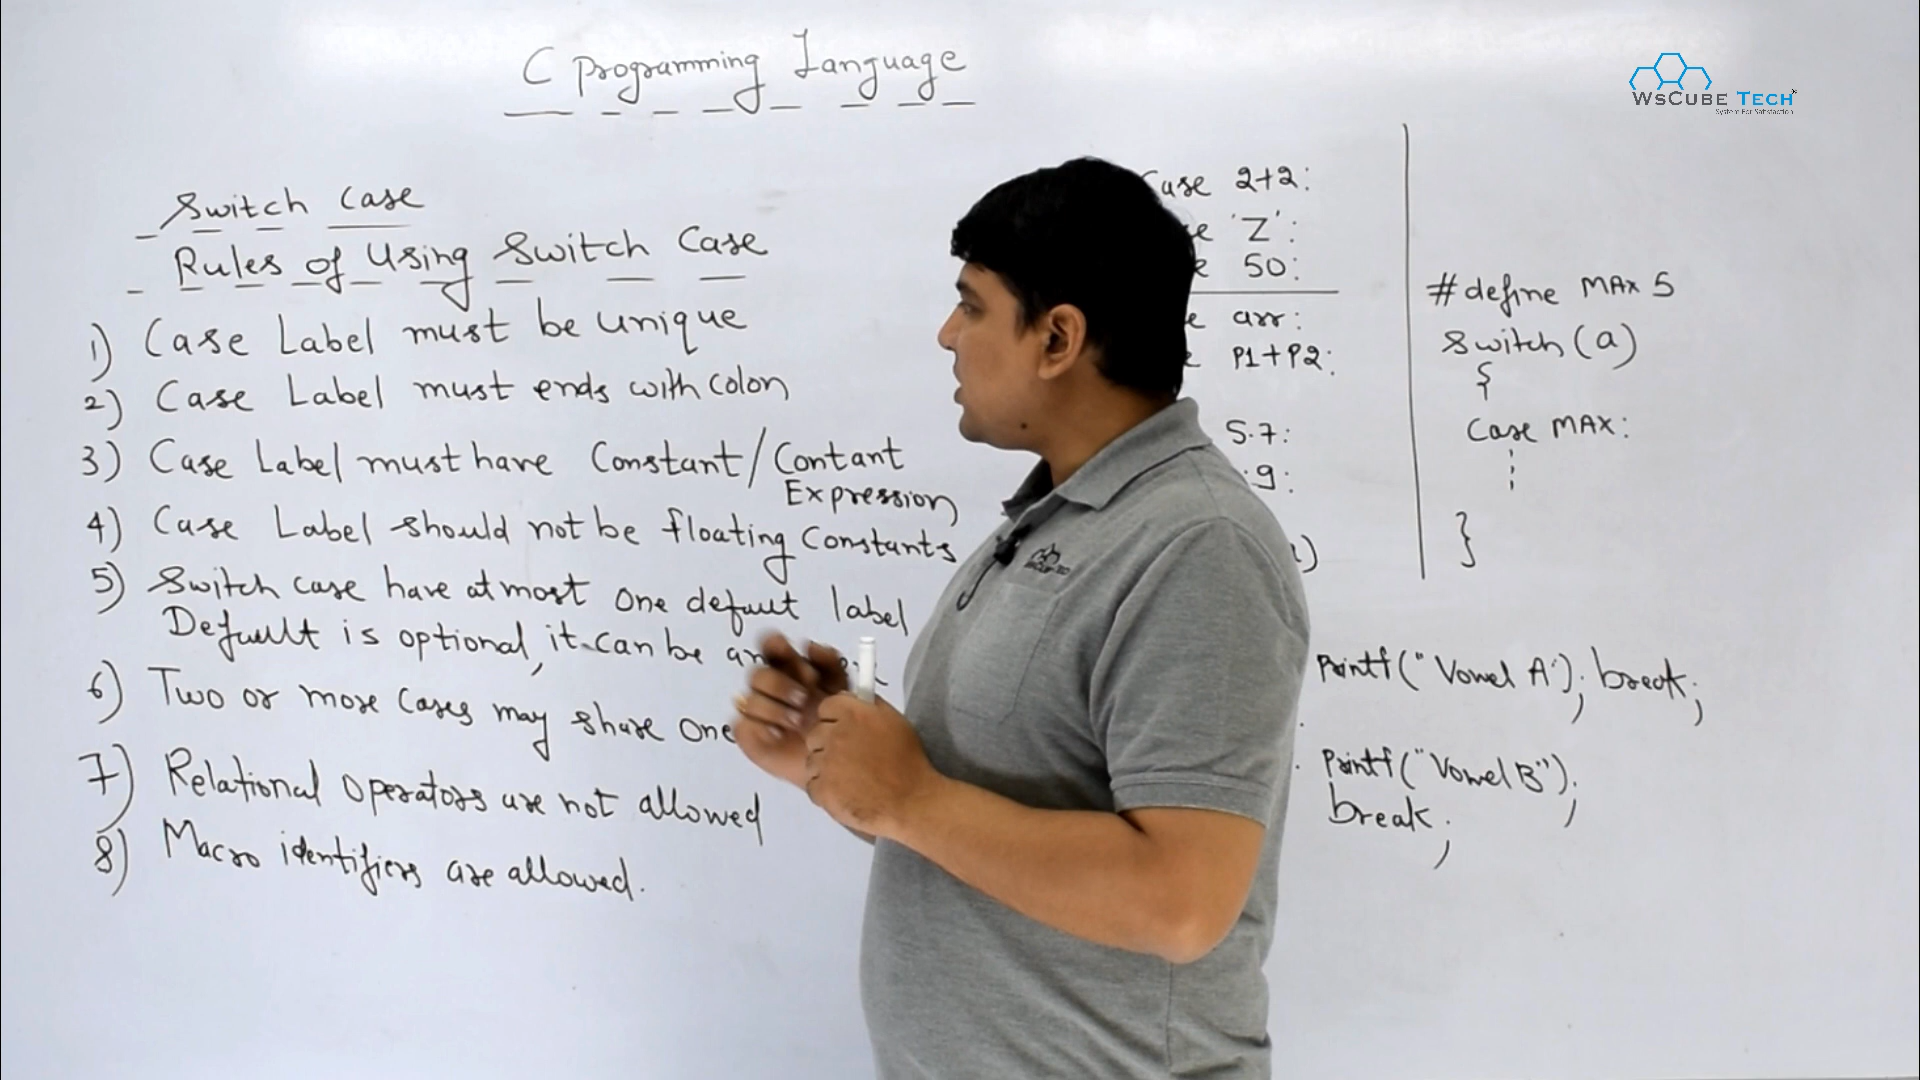 C Programming Language
WsCube Tech
System For Satisfaction
Switch Case
Rules of Using Switch Case
1) Case Label must be unique
2) Case Label must ends with colon
3) Case Label must have Constant/Contant
Expression
4) Case Label should not be floating Constants
5) Switch case have at most one default label
Default is optional, it can be
6) Two or more cases may share one
7) Relational Operators are not allowed
8) Macro identifiers are allowed.
Case 2+2:
'Z':
50:
arr:
P1+P2:
5.7:
.9:
)
#define MAX 5
Switch(a)
{
Case MAX:
}
Printf("Vowel A"); break;
Printf("Vowel B");
break;